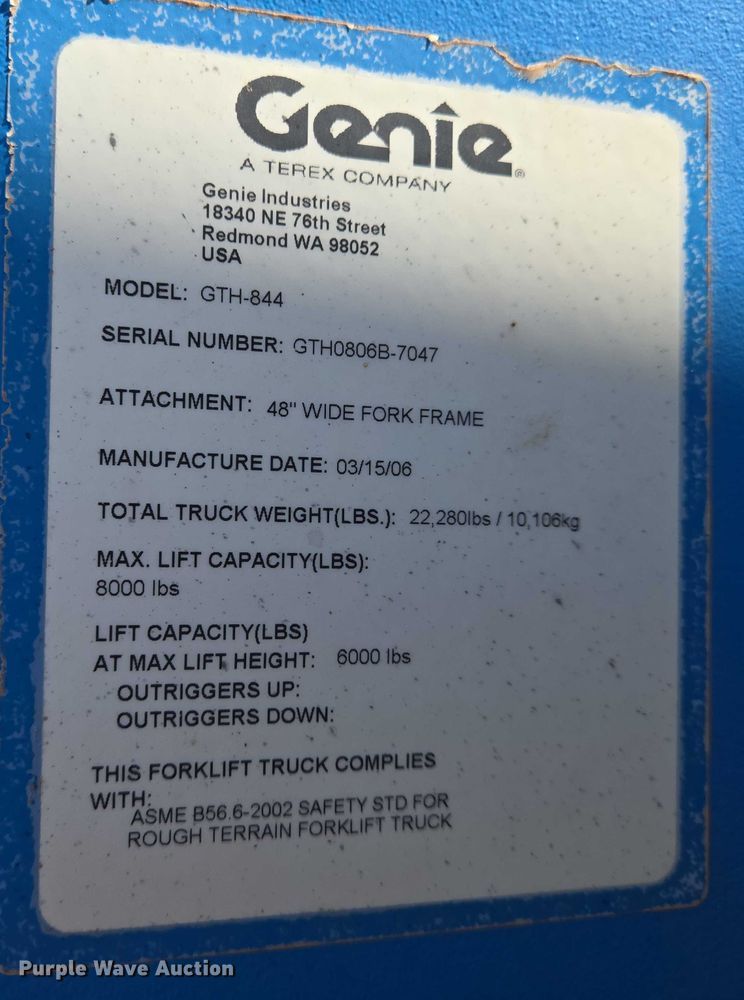 Genie®
A TEREX COMPANY
Genie Industries
18340 NE 76th Street
Redmond WA 98052
USA
MODEL: GTH-844
SERIAL NUMBER: GTH0806B-7047
ATTACHMENT: 48" WIDE FORK FRAME
MANUFACTURE DATE: 03/15/06
TOTAL TRUCK WEIGHT(LBS.): 22,280lbs / 10,106kg
MAX. LIFT CAPACITY(LBS):
8000 lbs
LIFT CAPACITY(LBS)
AT MAX LIFT HEIGHT: 6000 lbs
OUTRIGGERS UP:
OUTRIGGERS DOWN:
THIS FORKLIFT TRUCK COMPLIES
WITH:
ASME B56.6-2002 SAFETY STD FOR
ROUGH TERRAIN FORKLIFT TRUCK
Purple Wave Auction